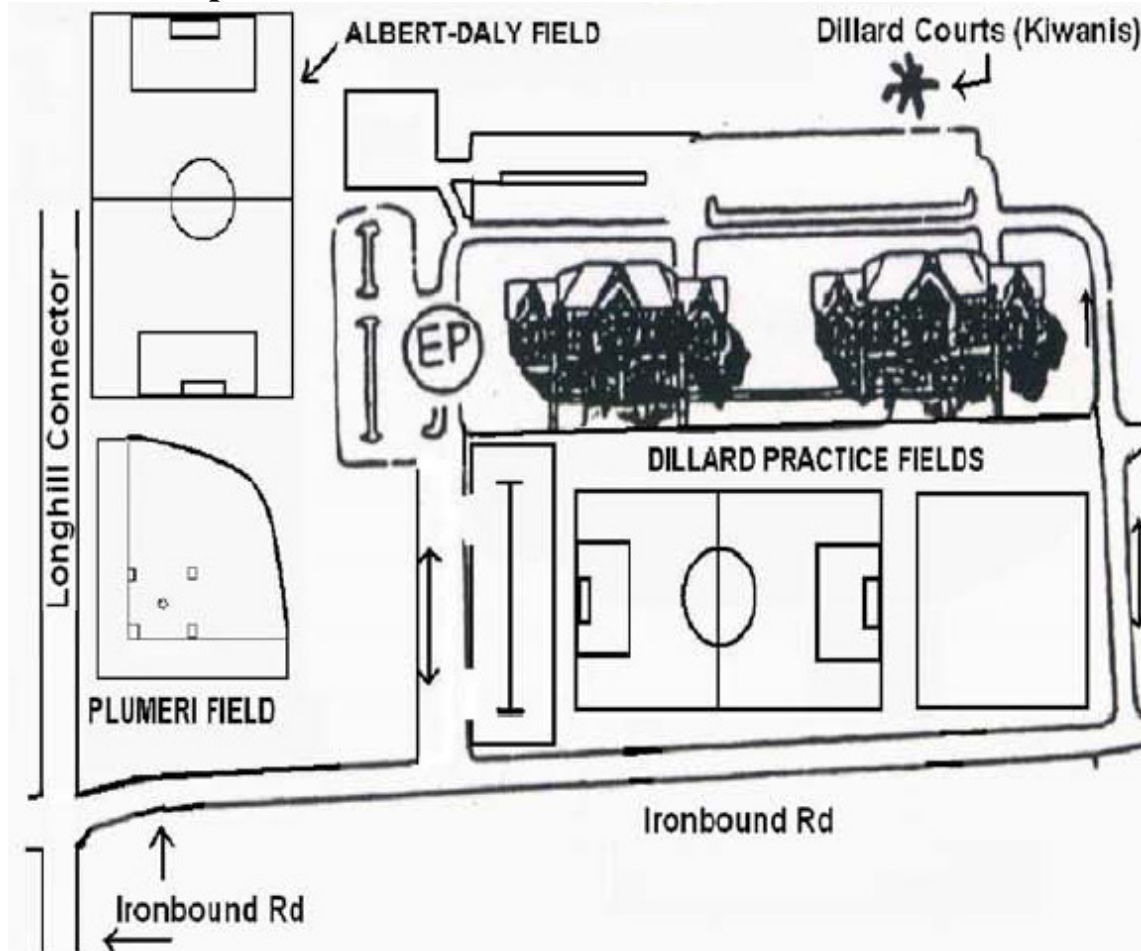 ALBERT-DALY FIELD
Dillard Courts (Kiwanis)
Longhill Connector
EP
DILLARD PRACTICE FIELDS
PLUMERI FIELD
Ironbound Rd
Ironbound Rd